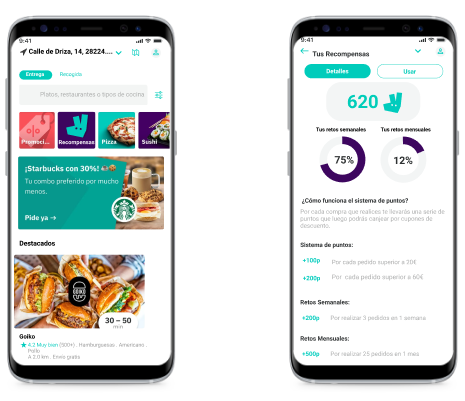 9:41
Calle de Driza, 14, 28224....
Entrega
Recogida
Platos, restaurantes o tipos de cocina
Promoci...
Recompensas
Pizza
Sushi
¡Starbucks con 30%!
Tu combo preferido por mucho
menos.
Pide ya →
Destacados
GOIKO
30 – 50
min
Goiko
4,2 Muy bien (500+) . Hamburguesas . Americano .
Pollo
A 2,0 km . Envío gratis
9:41
Tus Recompensas
Detalles
Usar
620
Tus retos semanales
Tus retos mensuales
75%
12%
¿Cómo funciona el sistema de puntos?
Por cada compra que realices te llevarás una serie de
puntos que luego podrás canjear por cupones de
descuento.
Sistema de puntos:
+100p Por cada pedido superior a 20€
+200p Por cada pedido superior a 60€
Retos Semanales:
+200p Por realizar 3 pedidos en 1 semana
Retos Mensuales:
+500p Por realizar 25 pedidos en 1 mes